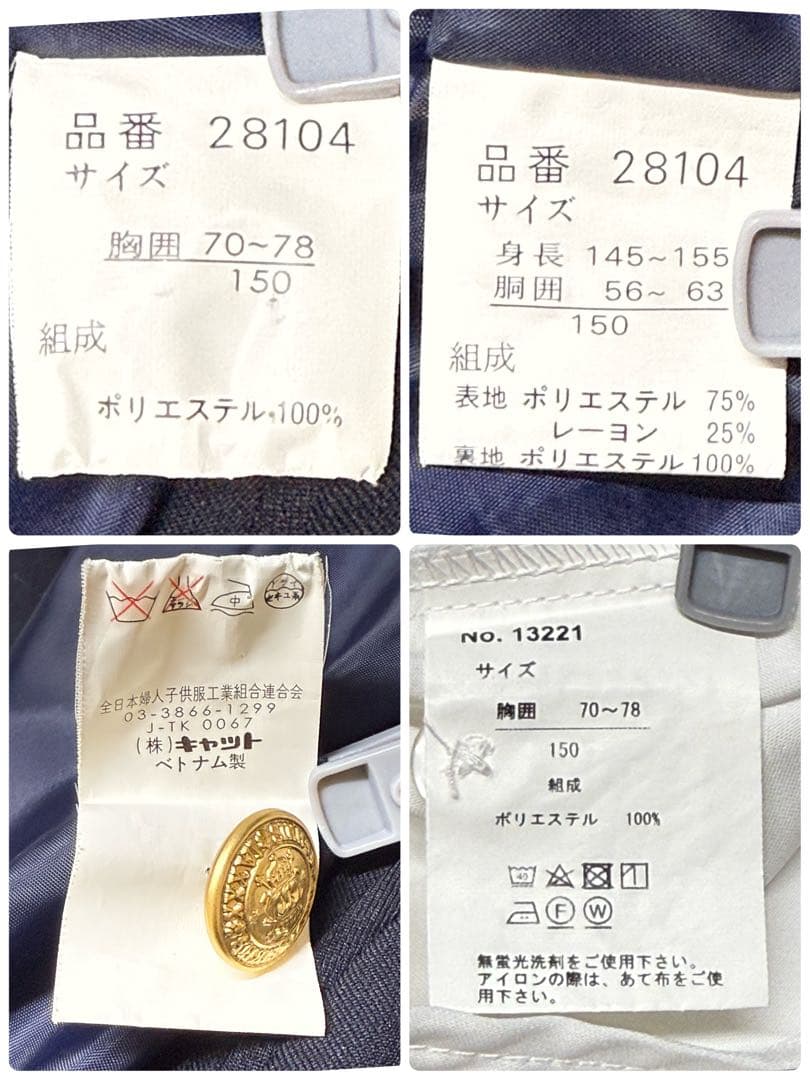 品番 28104
サイズ
胸囲 70~78
150
組成
ポリエステル 100%
品番 28104
サイズ
身長 145~155
胴囲 56~ 63
150
組成
表地 ポリエステル 75%
レーヨン 25%
裏地 ポリエステル 100%
中
全日本婦人子供服工業組合連合会
03-3866-1299
J-TK 0067
(株)キャット
ベトナム製
No. 13221
サイズ
胸囲 70~78
150
組成
ポリエステル 100%
40
F W
無蛍光洗剤をご使用下さい。
アイロンの際は、あて布をご使
用下さい。